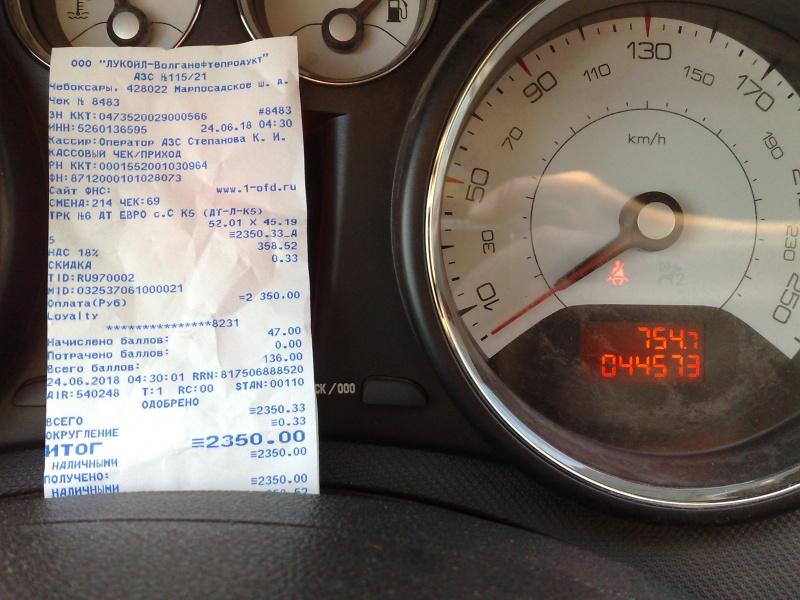 ООО "ЛУКОЙЛ-Волганефтепродукт"
АЗС №115/21
Чебоксары, 428022 Марпосадское ш. д.
Чек № 8483
#8483
ЗН ККТ:0473520029000566
ИНН:5260136595 24.06.18 04:30
Кассир:Оператор АЗС Степанова К. И.
КАССОВЫЙ ЧЕК/ПРИХОД
РН ККТ:0001552001030964
ФН:8712000101028073
Сайт ФНС: www.1-ofd.ru
СМЕНА:214 ЧЕК:69
ТРК №6 ДТ ЕВРО с.С К5 (ДТ-Л-К5)
52.01 X 45.19
5 ≡2350.33_А
НДС 18% 358.52
СКИДКА 0.33
TID:RU970002
MID:032537061000021
Оплата(Руб) =2 350,00
Loyalty
***************8231
Начислено баллов: 47.00
Потрачено баллов: 0.00
Всего баллов: 136.00
24.06.2018 04:30:01 RRN:817506888520
AIR:540248 T:1 RC:00 STAN:00110
ОДОБРЕНО
ВСЕГО ≡2350.33
ОКРУГЛЕНИЕ ≡0.33
ИТОГ ≡2350.00
НАЛИЧНЫМИ ≡2350.00
ПОЛУЧЕНО:
НАЛИЧНЫМИ ≡2350.00
CK/000
10
30
50
70
90
110
130
150
170
190
230
250
km/h
754.7
044573